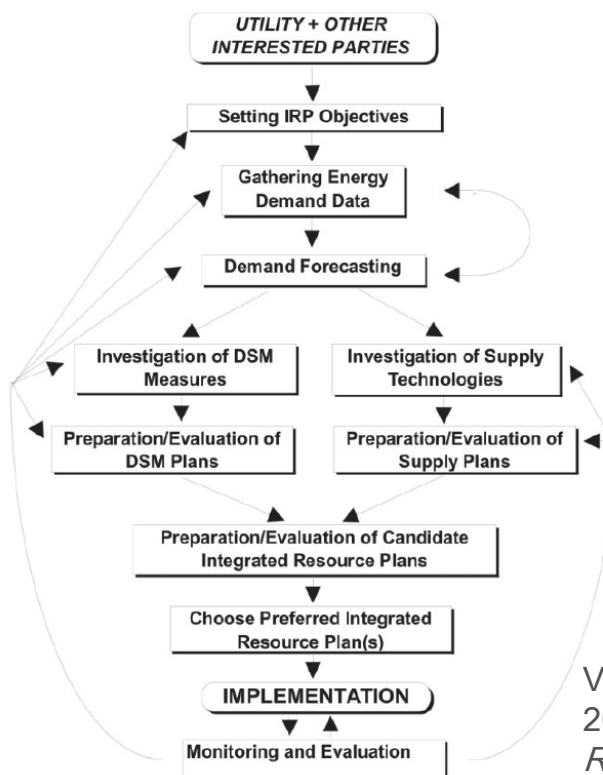 UTILITY + OTHER
INTERESTED PARTIES
Setting IRP Objectives
Gathering Energy
Demand Data
Demand Forecasting
Investigation of DSM
Measures
Investigation of Supply
Technologies
Preparation/Evaluation of
DSM Plans
Preparation/Evaluation of
Supply Plans
Preparation/Evaluation of Candidate
Integrated Resource Plans
Choose Preferred Integrated
Resource Plan(s)
IMPLEMENTATION
Monitoring and Evaluation